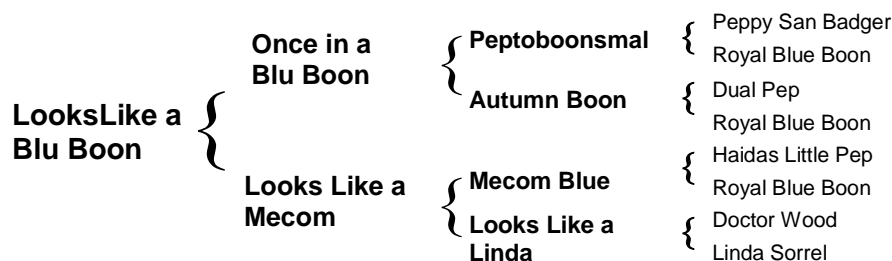 LooksLike a
Blu Boon
Once in a
Blu Boon
Looks Like a
Mecom
Peptoboonsmal
Autumn Boon
Mecom Blue
Looks Like a
Linda
Peppy San Badger
Royal Blue Boon
Dual Pep
Royal Blue Boon
Haidas Little Pep
Royal Blue Boon
Doctor Wood
Linda Sorrel